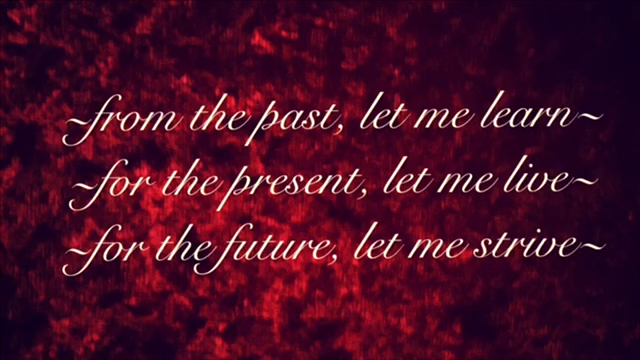 ~from the past, let me learn~
~for the present, let me live~
~for the future, let me strive~